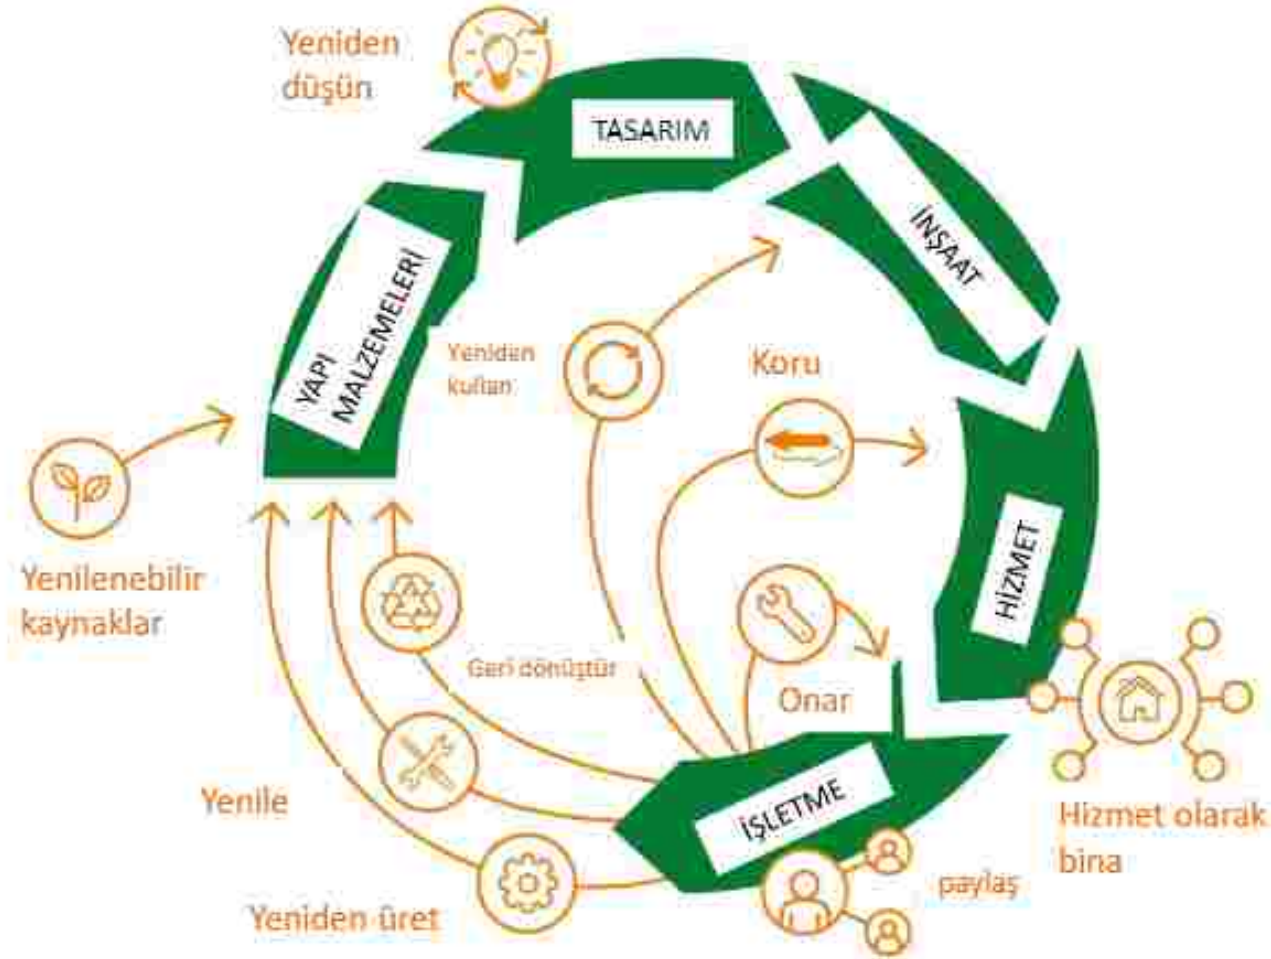 Yeniden
düşün
TASARIM
İNŞAAT
YAPI
MALZEMELERİ
Yeniden
kullan
Koru
HİZMET
Yenilenebilir
kaynaklar
Geri dönüştür
Onar
Yenile
İŞLETME
Hizmet olarak
bina
paylaş
Yeniden üret